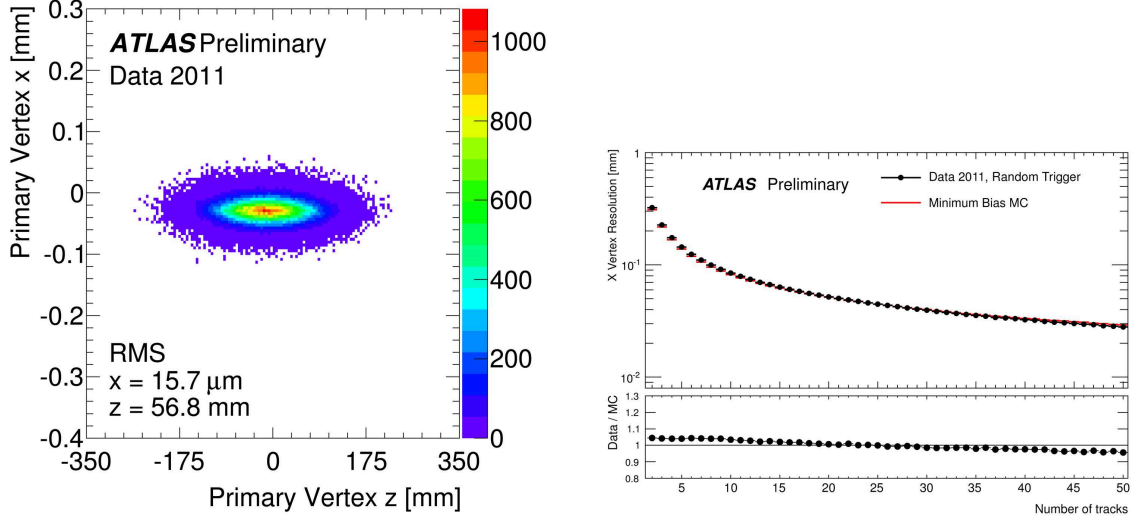 ATLAS Preliminary
Data 2011
RMS
x = 15.7 μm
z = 56.8 mm
Primary Vertex x [mm]
0.3
0.2
0.1
0
-0.1
-0.2
-0.3
-0.4
-350
-175
0
175
350
Primary Vertex z [mm]
1000
800
600
400
200
0
ATLAS Preliminary
Data 2011, Random Trigger
Minimum Bias MC
X Vertex Resolution [mm]
1
10⁻¹
10⁻²
Data / MC
1.3
1.2
1.1
1
0.9
0.8
5
10
15
20
25
30
35
40
45
50
Number of tracks